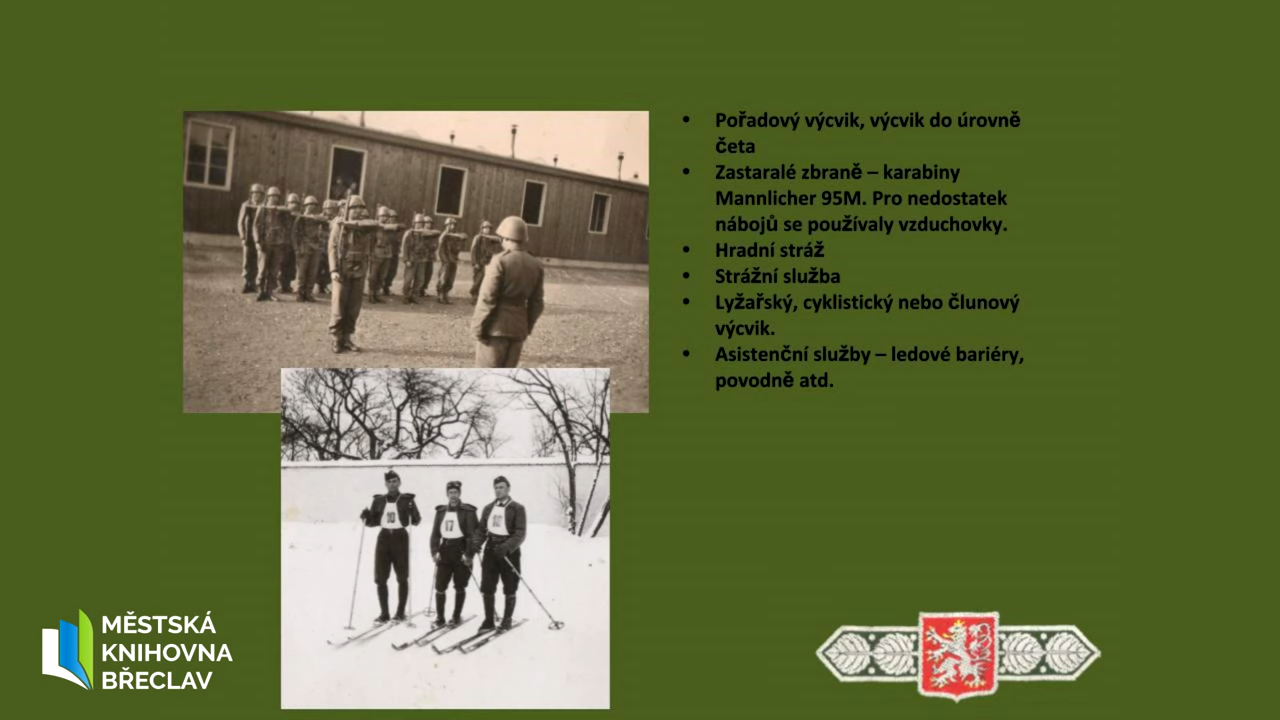 • Pořadový výcvik, výcvik do úrovně
četa
• Zastaralé zbraně – karabiny
Mannlicher 95M. Pro nedostatek
nábojů se používaly vzduchovky.
• Hradní stráž
• Strážní služba
• Lyžařský, cyklistický nebo člunový
výcvik.
• Asistenční služby – ledové bariéry,
povodně atd.
17
MĚSTSKÁ
KNIHOVNA
BŘECLAV